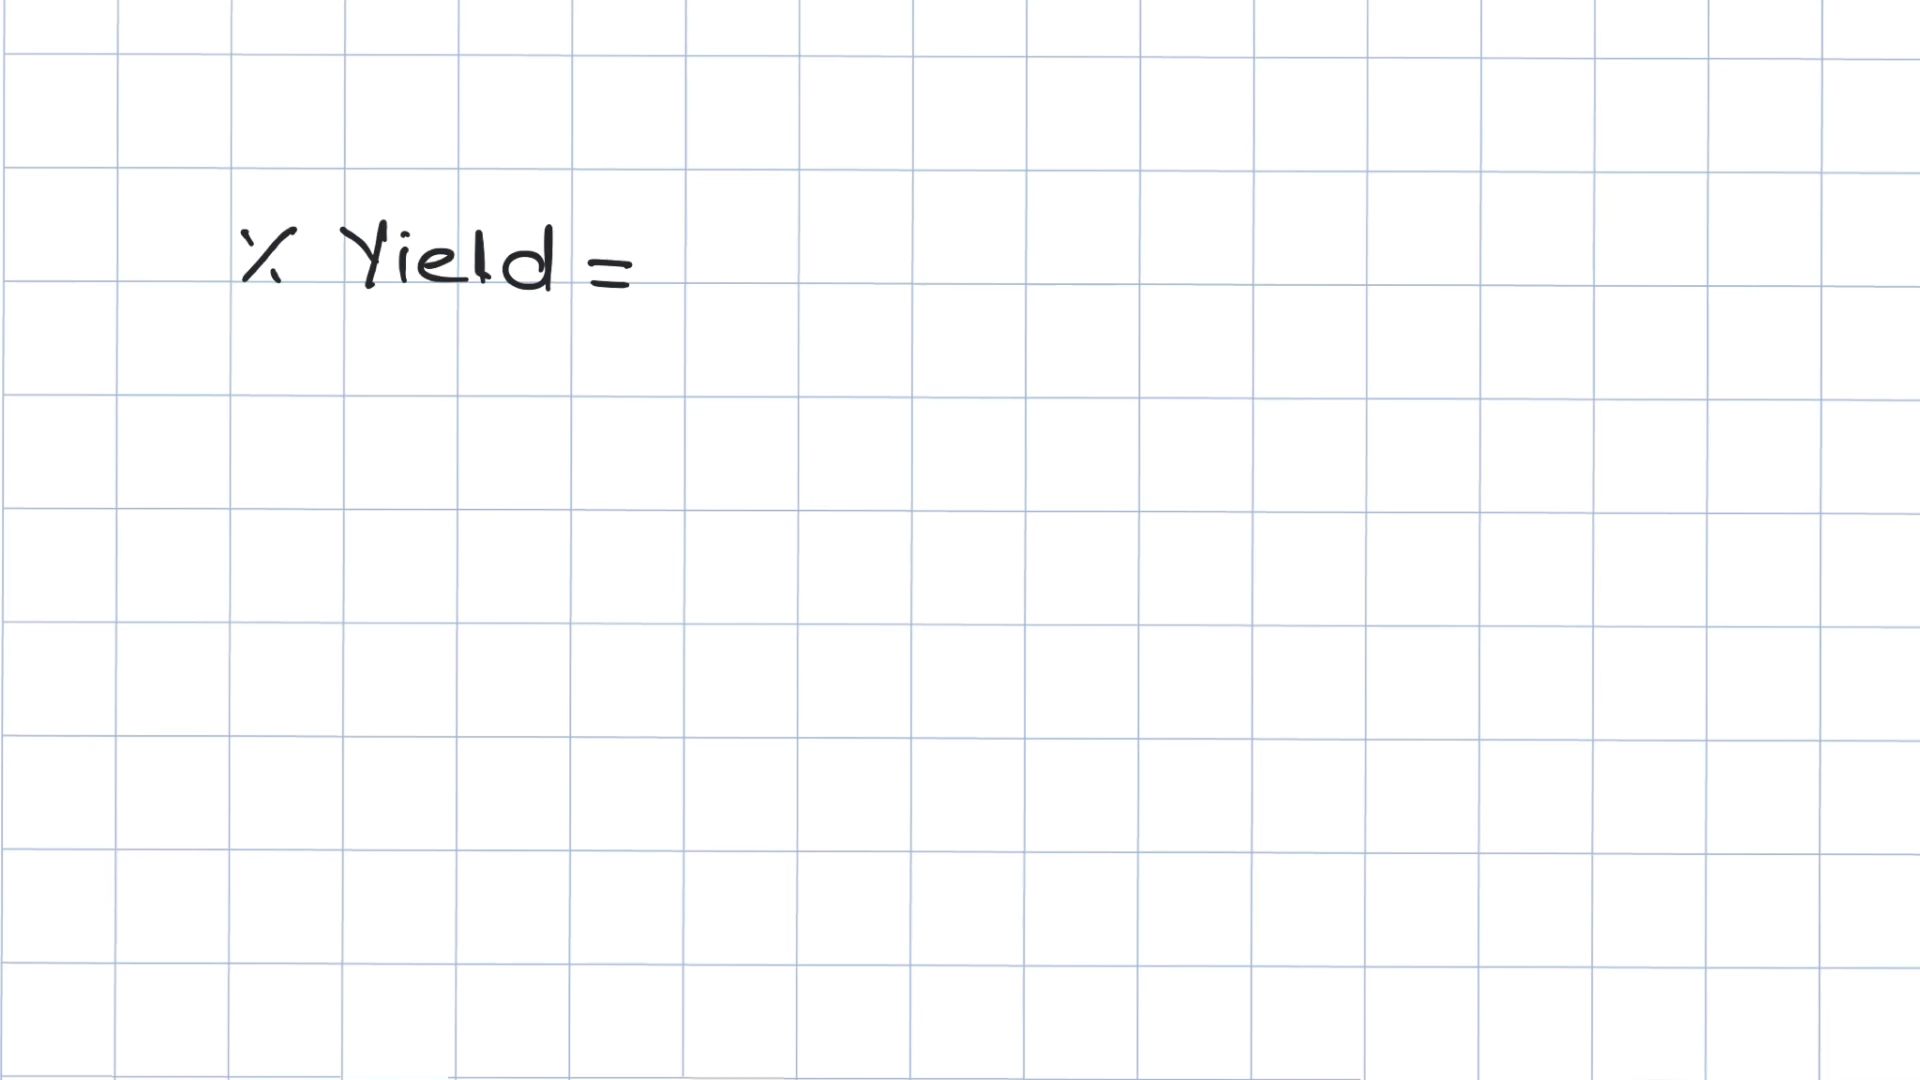 % Yield =